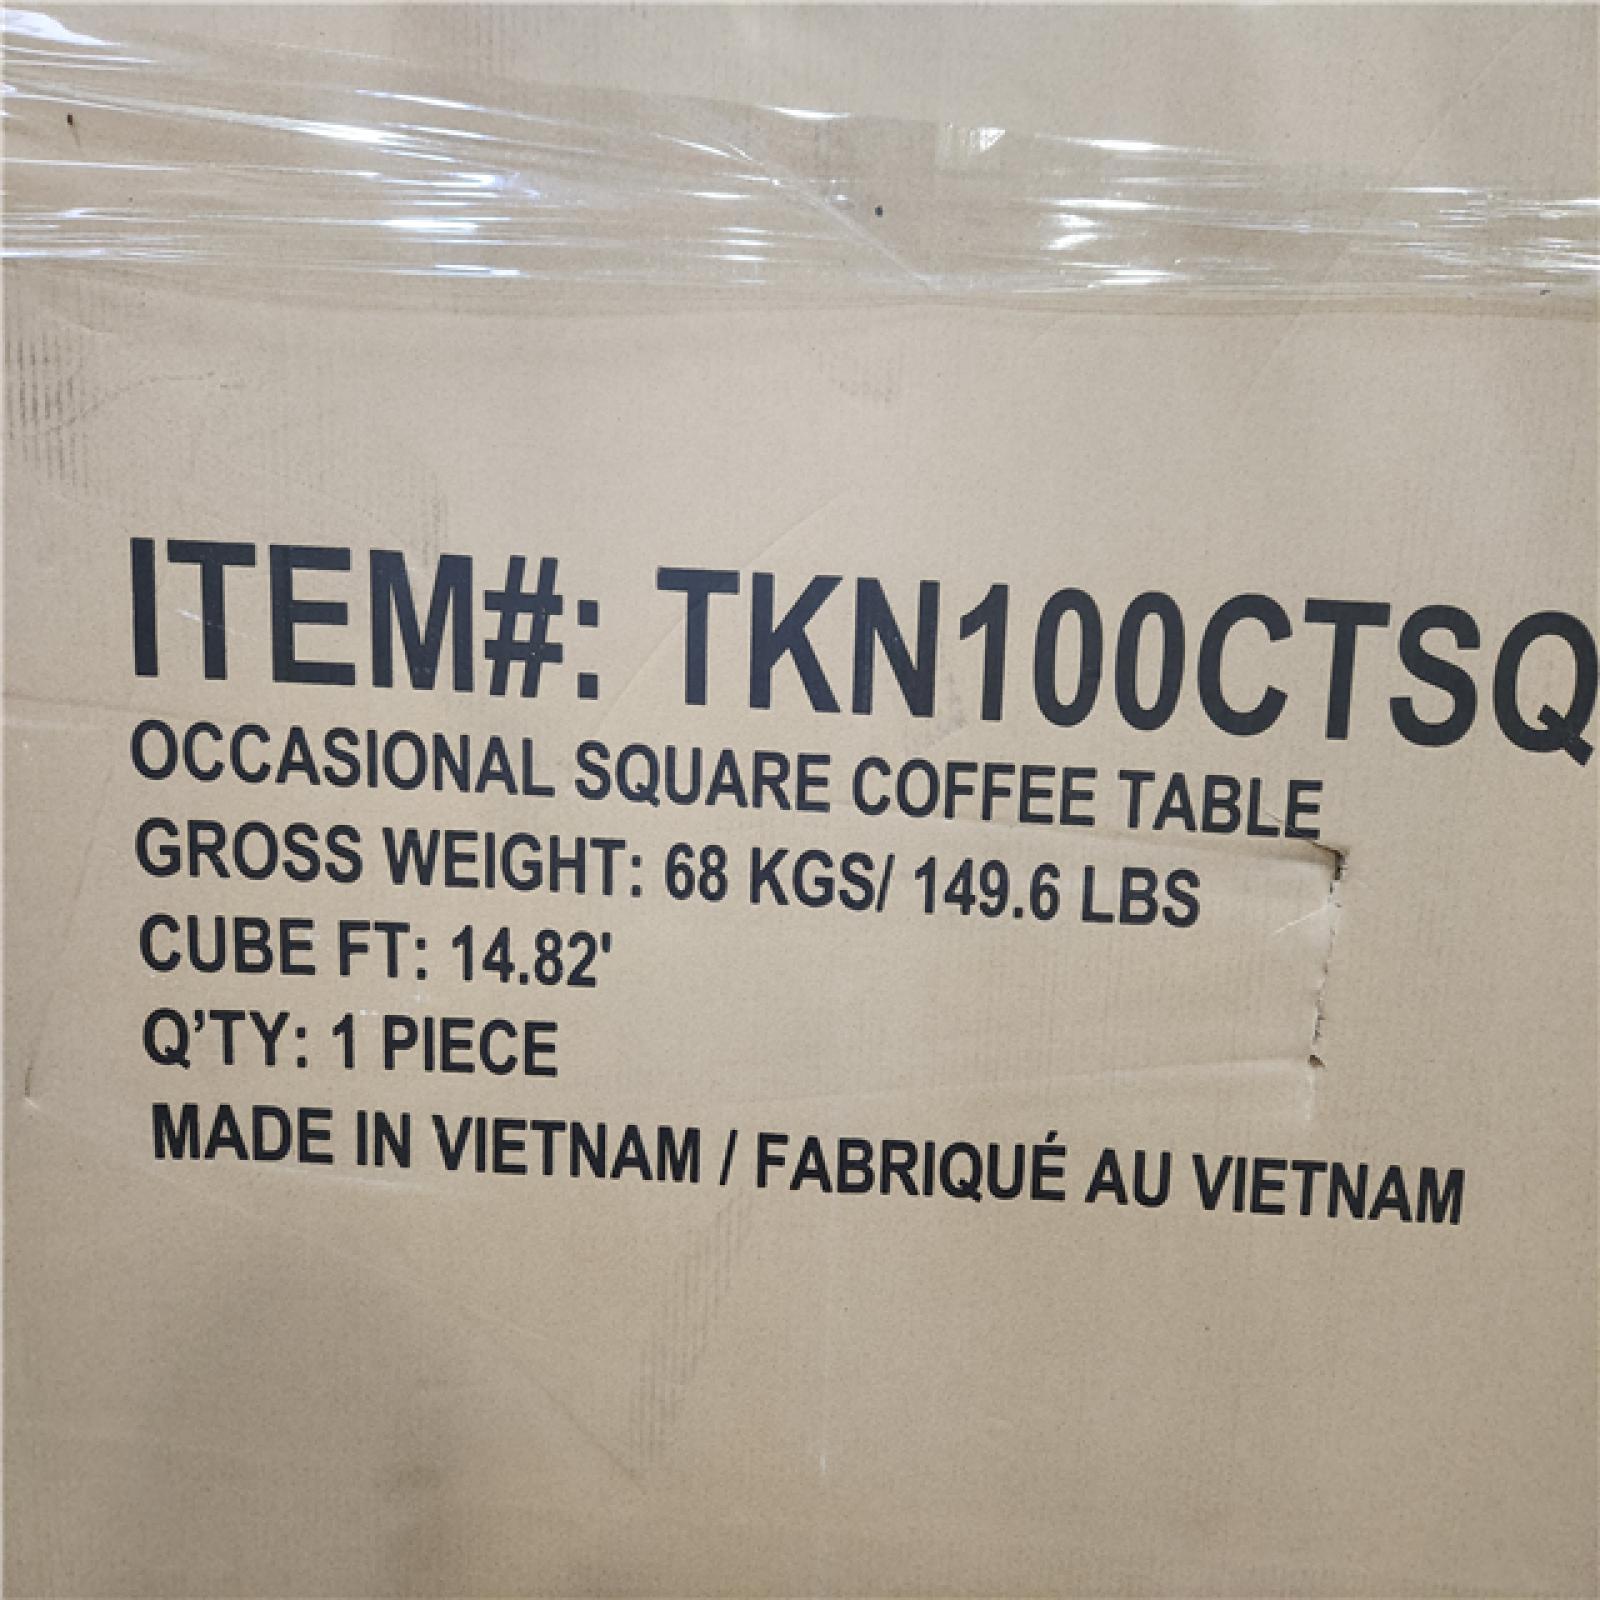 ITEM#: TKN100CTSQ
OCCASIONAL SQUARE COFFEE TABLE
GROSS WEIGHT: 68 KGS/ 149.6 LBS
CUBE FT: 14.82'
Q’TY: 1 PIECE
MADE IN VIETNAM / FABRIQUÉ AU VIETNAM